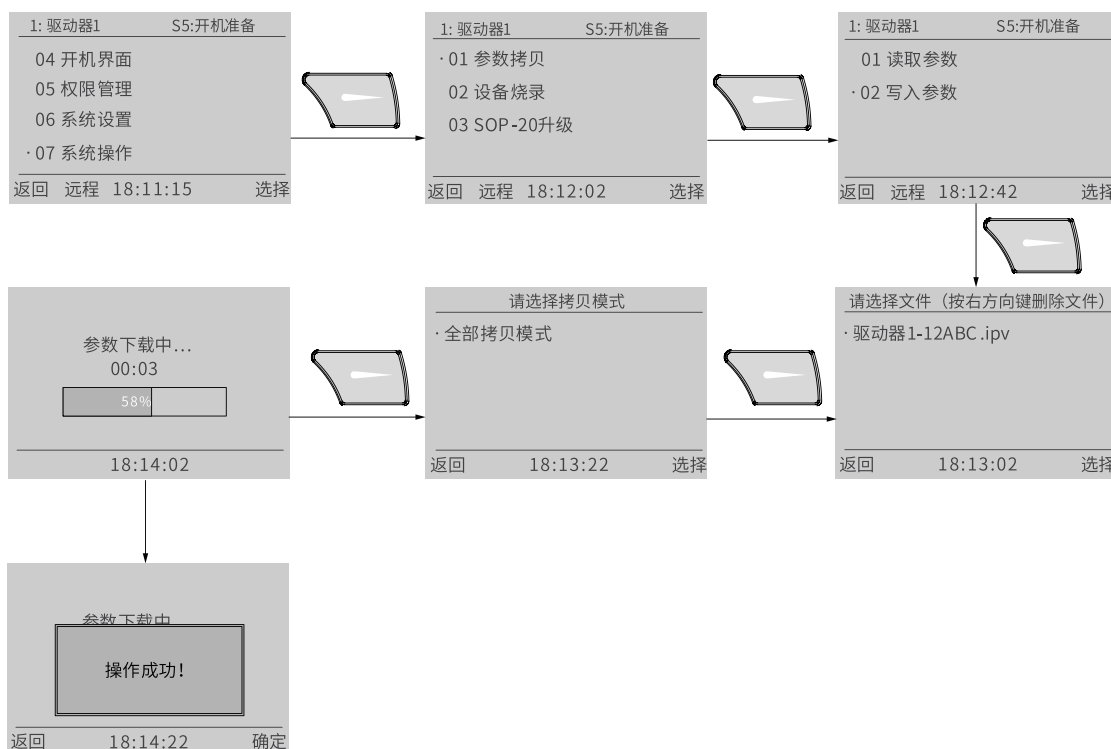 1: 驱动器1 S5:开机准备
04 开机界面
05 权限管理
06 系统设置
·07 系统操作
返回 远程 18:11:15 选择
1: 驱动器1 S5:开机准备
·01 参数拷贝
02 设备烧录
03 SOP-20升级
返回 远程 18:12:02 选择
1: 驱动器1 S5:开机准备
01 读取参数
·02 写入参数
返回 远程 18:12:42 选择
请选择文件（按右方向键删除文件）
·驱动器1-12ABC.ipv
返回 18:13:02 选择
请选择拷贝模式
·全部拷贝模式
返回 18:13:22 选择
参数下载中...
00:03
58%
18:14:02
参数下载中
操作成功!
返回 18:14:22 确定